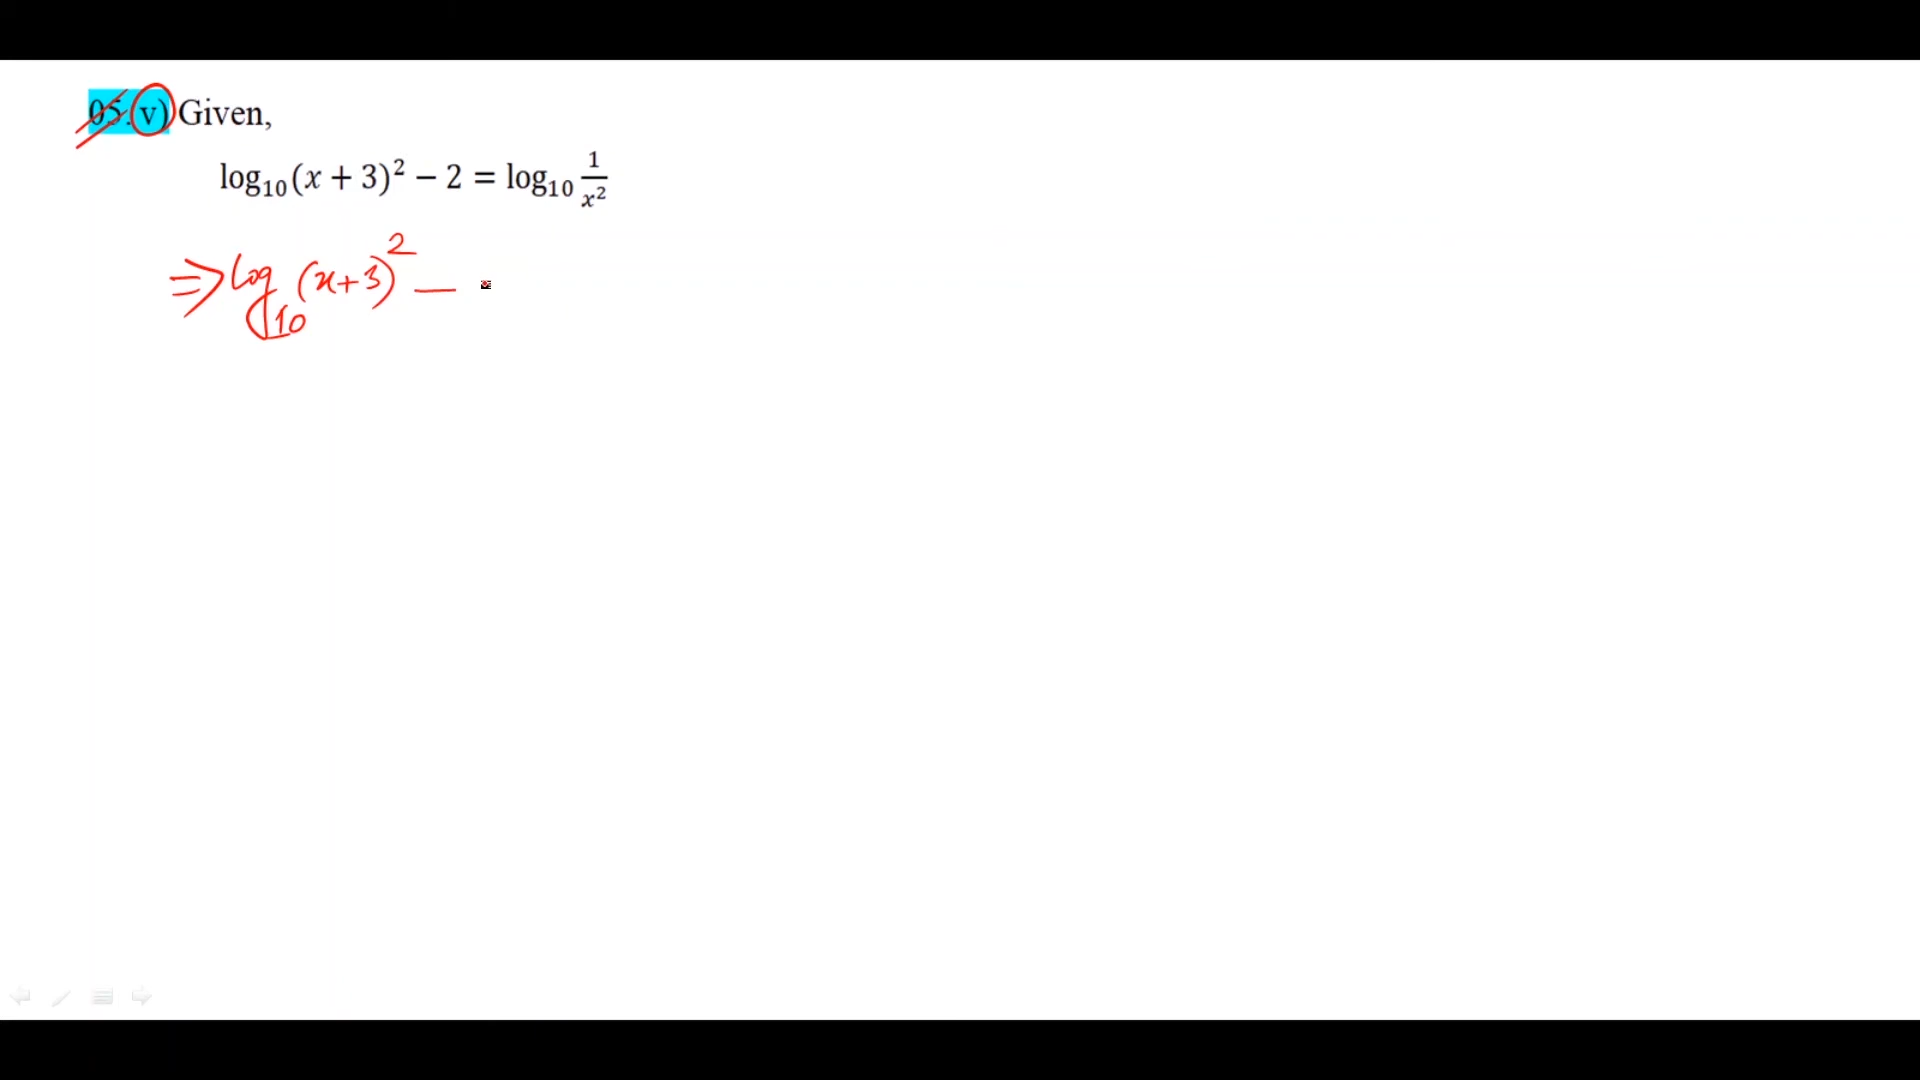 05. v) Given,
log₁₀(x + 3)² − 2 = log₁₀ 1/x²
⇒ log₁₀ (x+3)² −